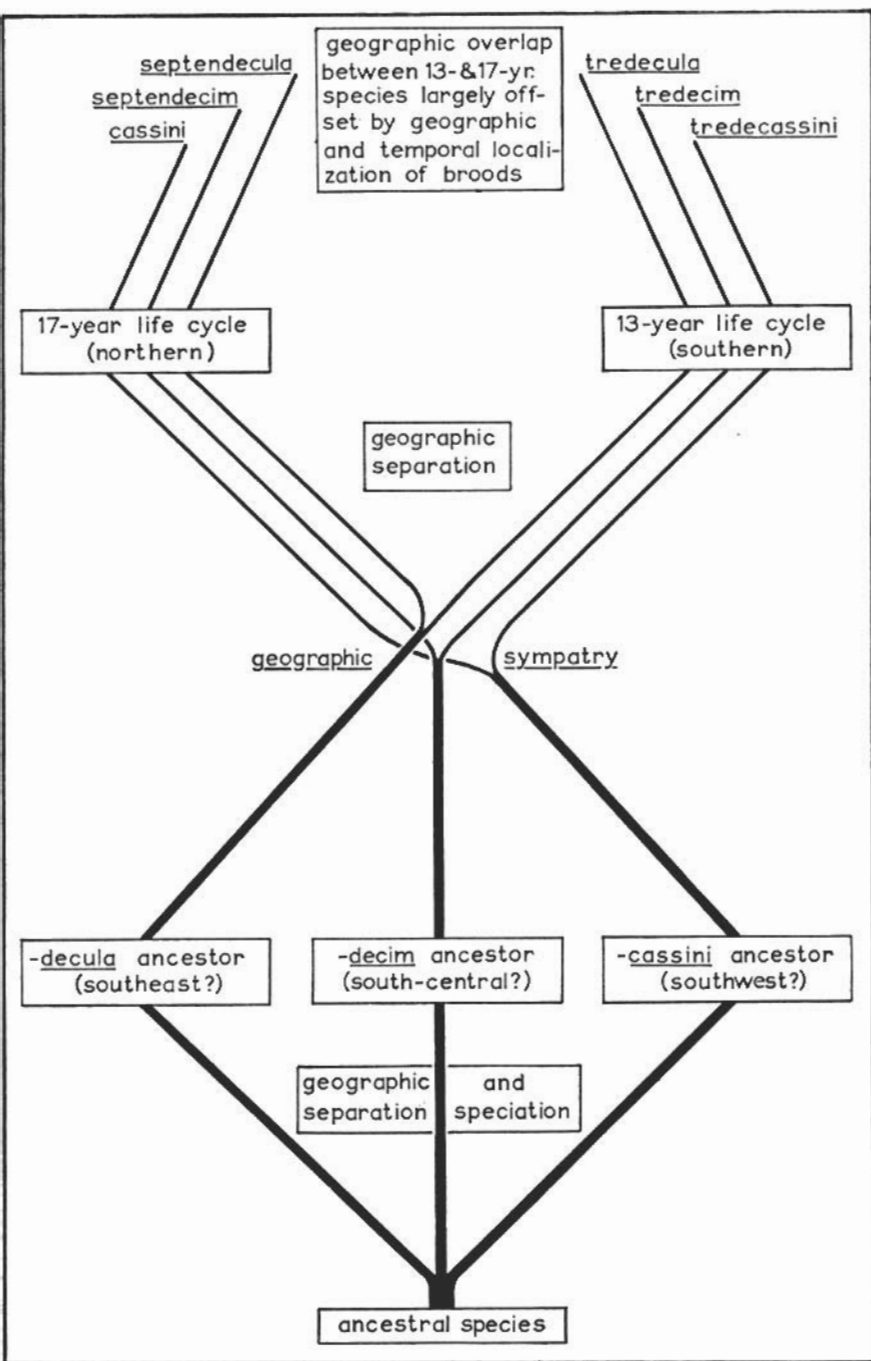 septendecula
septendecim
cassini
geographic overlap
between 13-&17-yr.
species largely off-
set by geographic
and temporal locali-
zation of broods
tredecula
tredecim
tredecassini
17-year life cycle
(northern)
13-year life cycle
(southern)
geographic
separation
geographic sympatry
-decula ancestor
(southeast?)
-decim ancestor
(south-central?)
-cassini ancestor
(southwest?)
geographic and
separation speciation
ancestral species